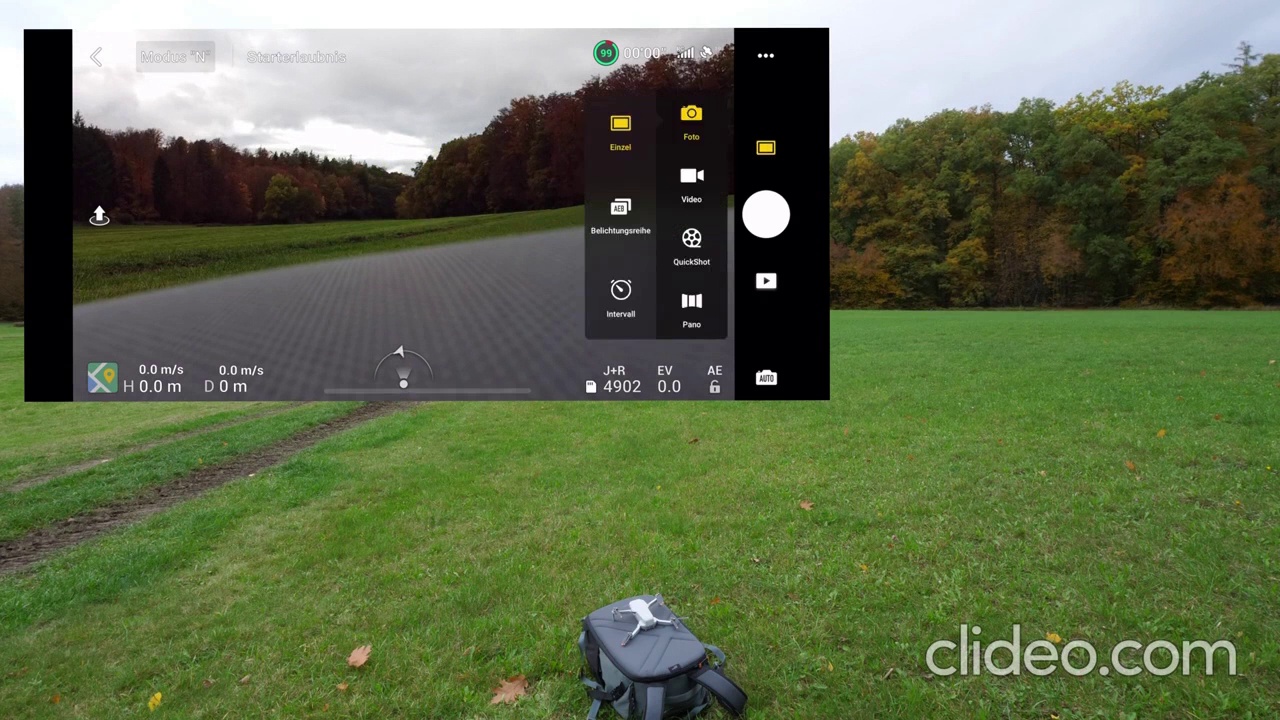 Modus "N"
Starterlaubnis
99
00'00"
Einzel
Foto
Video
AEB
Belichtungsreihe
QuickShot
Intervall
Pano
0.0 m/s
0.0 m/s
H 0.0 m
D 0 m
J+R
EV
AE
4902
0.0
AUTO
clideo.com